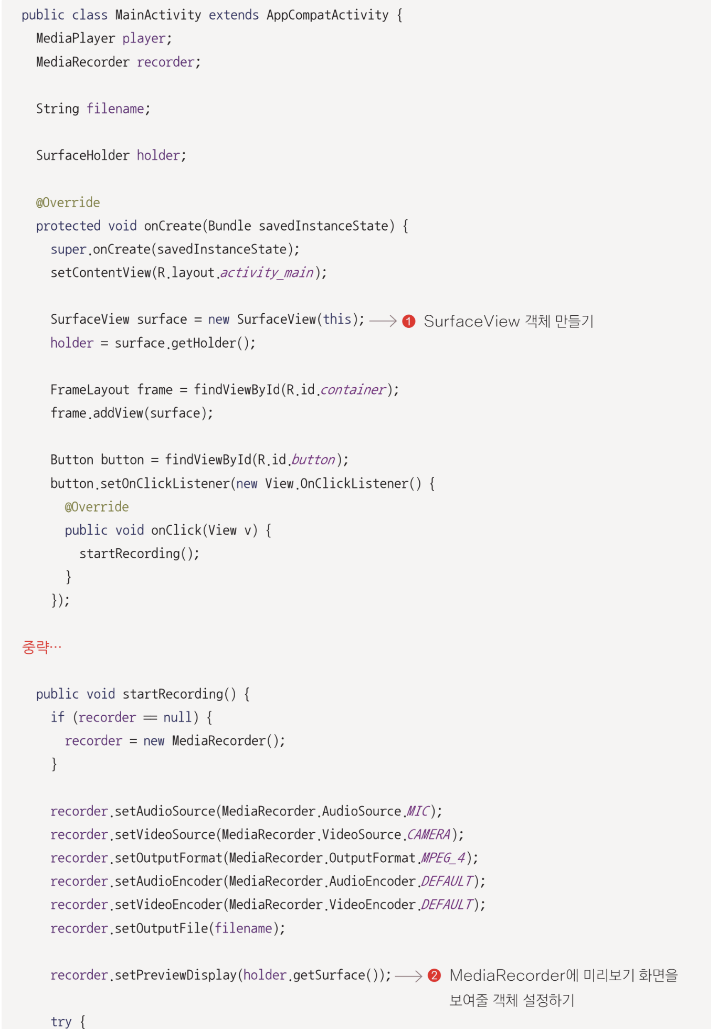 public class MainActivity extends AppCompatActivity {
MediaPlayer player;
MediaRecorder recorder;
String filename;
SurfaceHolder holder;
@Override
protected void onCreate(Bundle savedInstanceState) {
super.onCreate(savedInstanceState);
setContentView(R.layout.activity_main);
SurfaceView surface = new SurfaceView(this); → ❶ SurfaceView 객체 만들기
holder = surface.getHolder();
FrameLayout frame = findViewById(R.id.container);
frame.addView(surface);
Button button = findViewById(R.id.button);
button.setOnClickListener(new View.OnClickListener() {
@Override
public void onClick(View v) {
startRecording();
}
});
중략…
public void startRecording() {
if (recorder == null) {
recorder = new MediaRecorder();
}
recorder.setAudioSource(MediaRecorder.AudioSource.MIC);
recorder.setVideoSource(MediaRecorder.VideoSource.CAMERA);
recorder.setOutputFormat(MediaRecorder.OutputFormat.MPEG_4);
recorder.setAudioEncoder(MediaRecorder.AudioEncoder.DEFAULT);
recorder.setVideoEncoder(MediaRecorder.VideoEncoder.DEFAULT);
recorder.setOutputFile(filename);
recorder.setPreviewDisplay(holder.getSurface()); → ❷ MediaRecorder에 미리보기 화면을
보여줄 객체 설정하기
try {